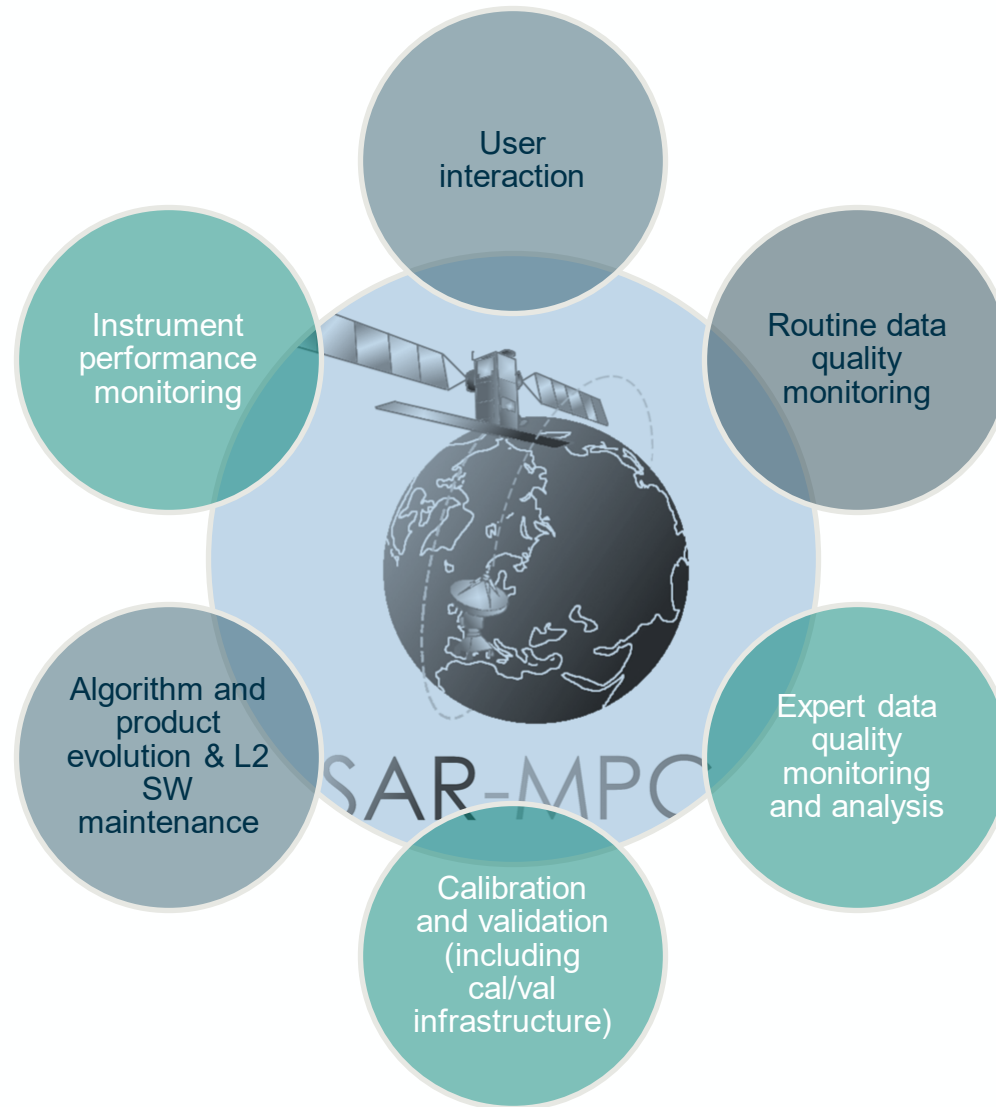 User
interaction
Instrument
performance
monitoring
Routine data
quality
monitoring
Algorithm and
product
evolution & L2
SW
maintenance
Expert data
quality
monitoring
and analysis
SAR-MPC
Calibration
and validation
(including
cal/val
infrastructure)